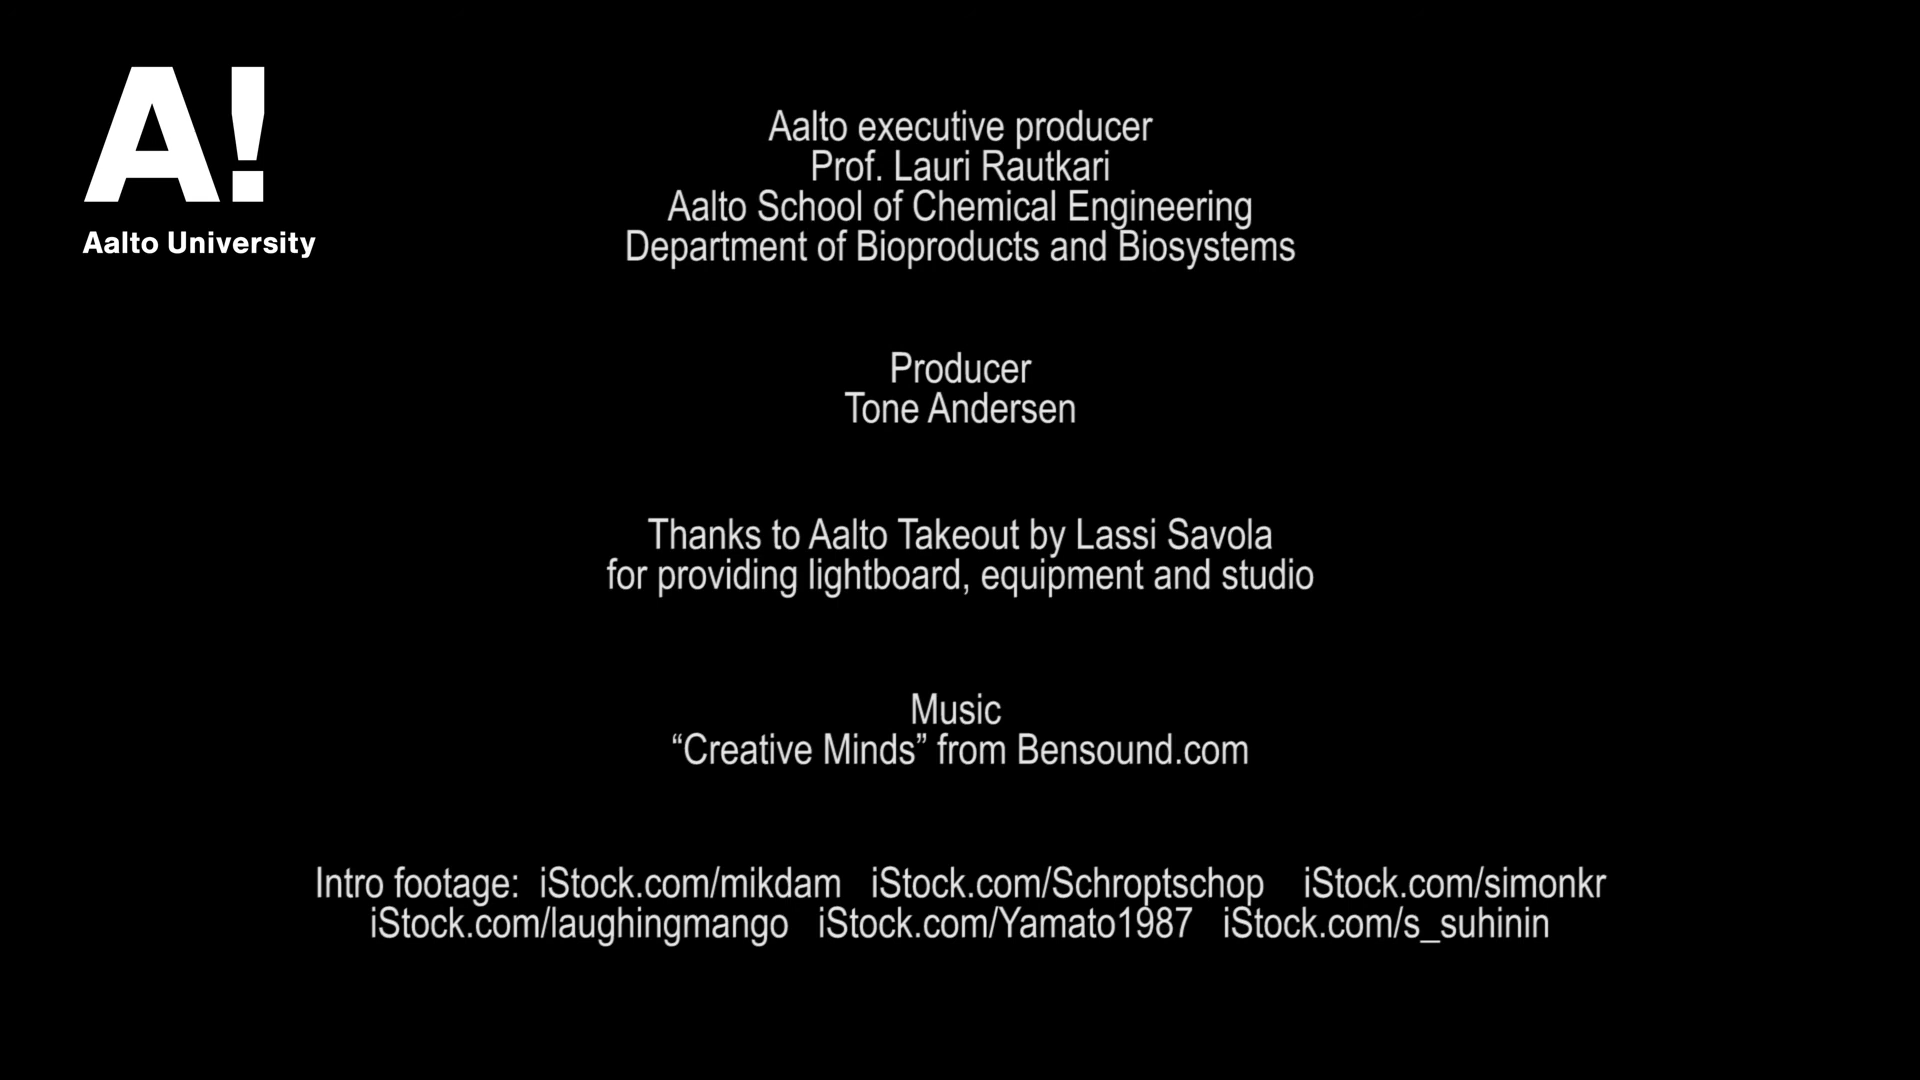 A!
Aalto University
Aalto executive producer
Prof. Lauri Rautkari
Aalto School of Chemical Engineering
Department of Bioproducts and Biosystems
Producer
Tone Andersen
Thanks to Aalto Takeout by Lassi Savola
for providing lightboard, equipment and studio
Music
“Creative Minds” from Bensound.com
Intro footage: iStock.com/mikdam iStock.com/Schroptschop iStock.com/simonkr
iStock.com/laughingmango iStock.com/Yamato1987 iStock.com/s_suhinin